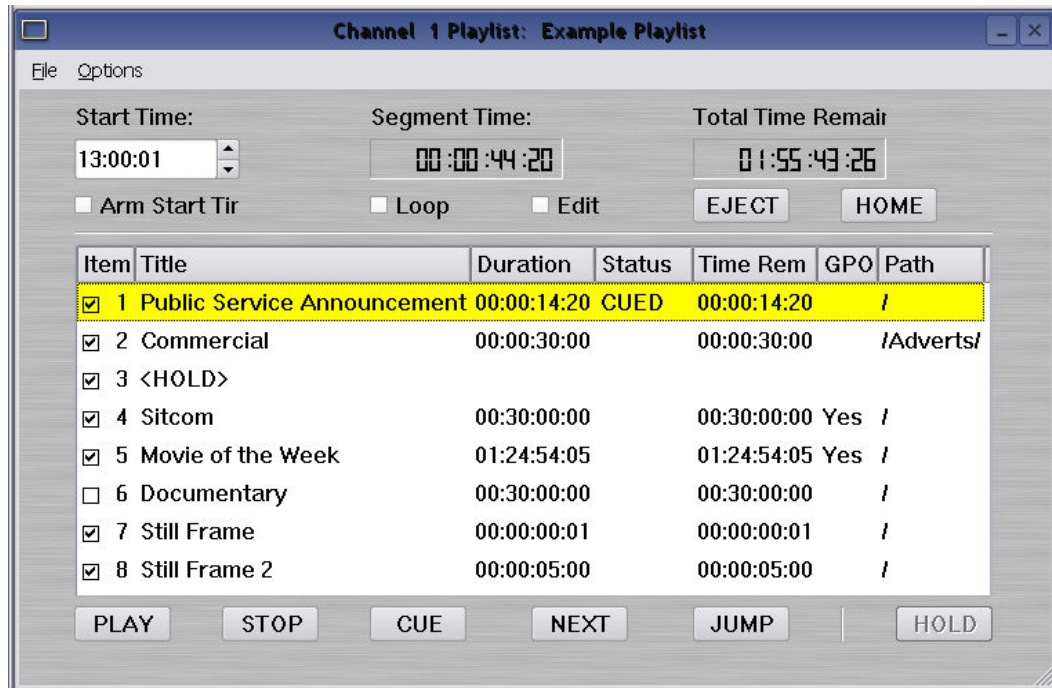 Channel 1 Playlist: Example Playlist
File Options
Start Time: Segment Time: Total Time Remair
13:00:01 00:00:44:20 01:55:43:26
Arm Start Tir Loop Edit EJECT HOME
Item Title Duration Status Time Rem GPO Path
1 Public Service Announcement 00:00:14:20 CUED 00:00:14:20 /
2 Commercial 00:00:30:00 00:00:30:00 /Adverts/
3 <HOLD>
4 Sitcom 00:30:00:00 00:30:00:00 Yes /
5 Movie of the Week 01:24:54:05 01:24:54:05 Yes /
6 Documentary 00:30:00:00 00:30:00:00 /
7 Still Frame 00:00:00:01 00:00:00:01 /
8 Still Frame 2 00:00:05:00 00:00:05:00 /
PLAY STOP CUE NEXT JUMP HOLD